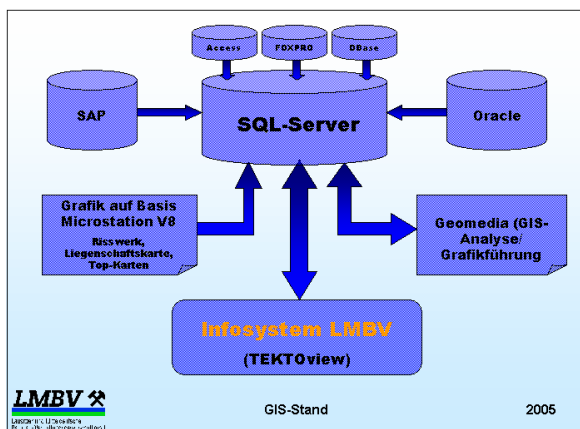 Access
FOXPRO
DBase
SAP
SQL-Server
Oracle
Grafik auf Basis
Microstation V8
Risswerk,
Liegenschaftskarte,
Top-Karten
Geomedia (GIS-
Analyse/
Grafikführung
Infosystem LMBV
(TEKTOview)
LMBV
GIS-Stand
2005